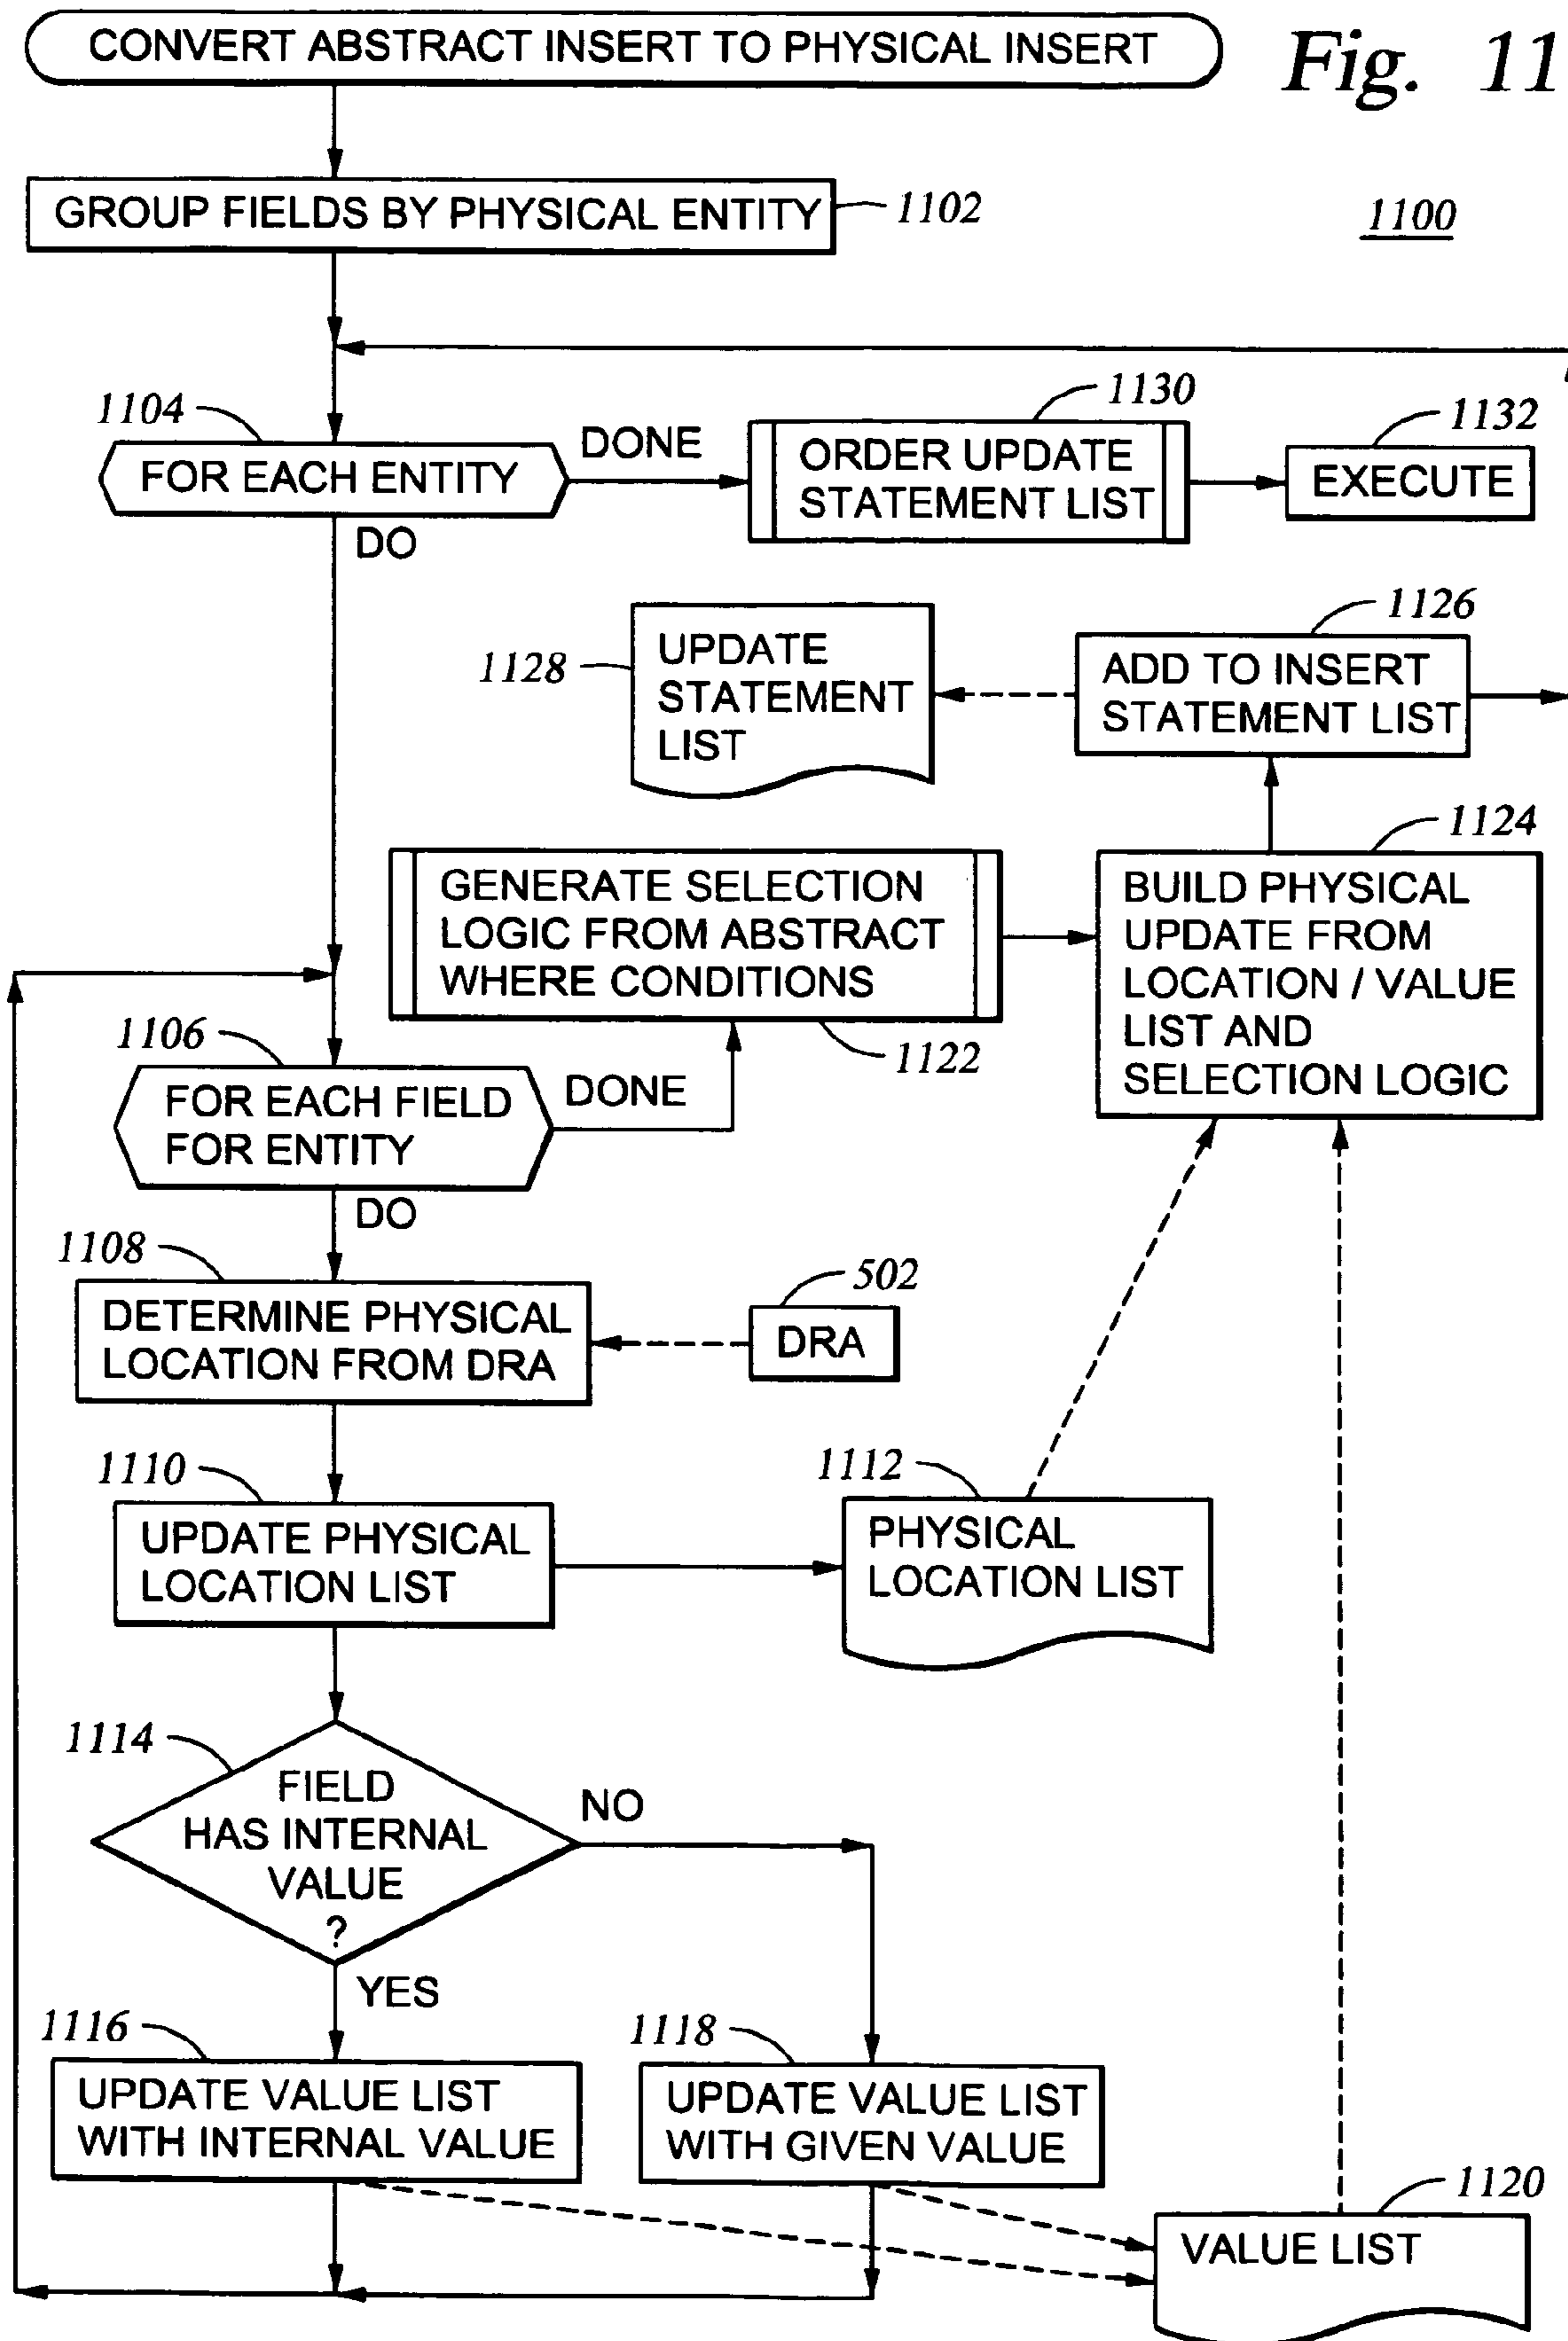 CONVERT ABSTRACT INSERT TO PHYSICAL INSERT
Fig. 11
GROUP FIELDS BY PHYSICAL ENTITY
1102
1100
1104
FOR EACH ENTITY
DONE
DO
1130
ORDER UPDATE
STATEMENT LIST
1132
EXECUTE
1128
UPDATE
STATEMENT
LIST
1126
ADD TO INSERT
STATEMENT LIST
GENERATE SELECTION
LOGIC FROM ABSTRACT
WHERE CONDITIONS
1122
1124
BUILD PHYSICAL
UPDATE FROM
LOCATION / VALUE
LIST AND
SELECTION LOGIC
1106
FOR EACH FIELD
FOR ENTITY
DONE
DO
1108
DETERMINE PHYSICAL
LOCATION FROM DRA
502
DRA
1110
UPDATE PHYSICAL
LOCATION LIST
1112
PHYSICAL
LOCATION LIST
1114
FIELD
HAS INTERNAL
VALUE
?
NO
YES
1116
UPDATE VALUE LIST
WITH INTERNAL VALUE
1118
UPDATE VALUE LIST
WITH GIVEN VALUE
1120
VALUE LIST